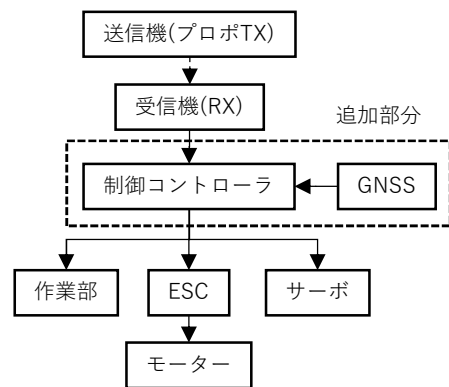 送信機(プロポTX)
受信機(RX)
追加部分
制御コントローラ
GNSS
作業部
ESC
サーボ
モーター